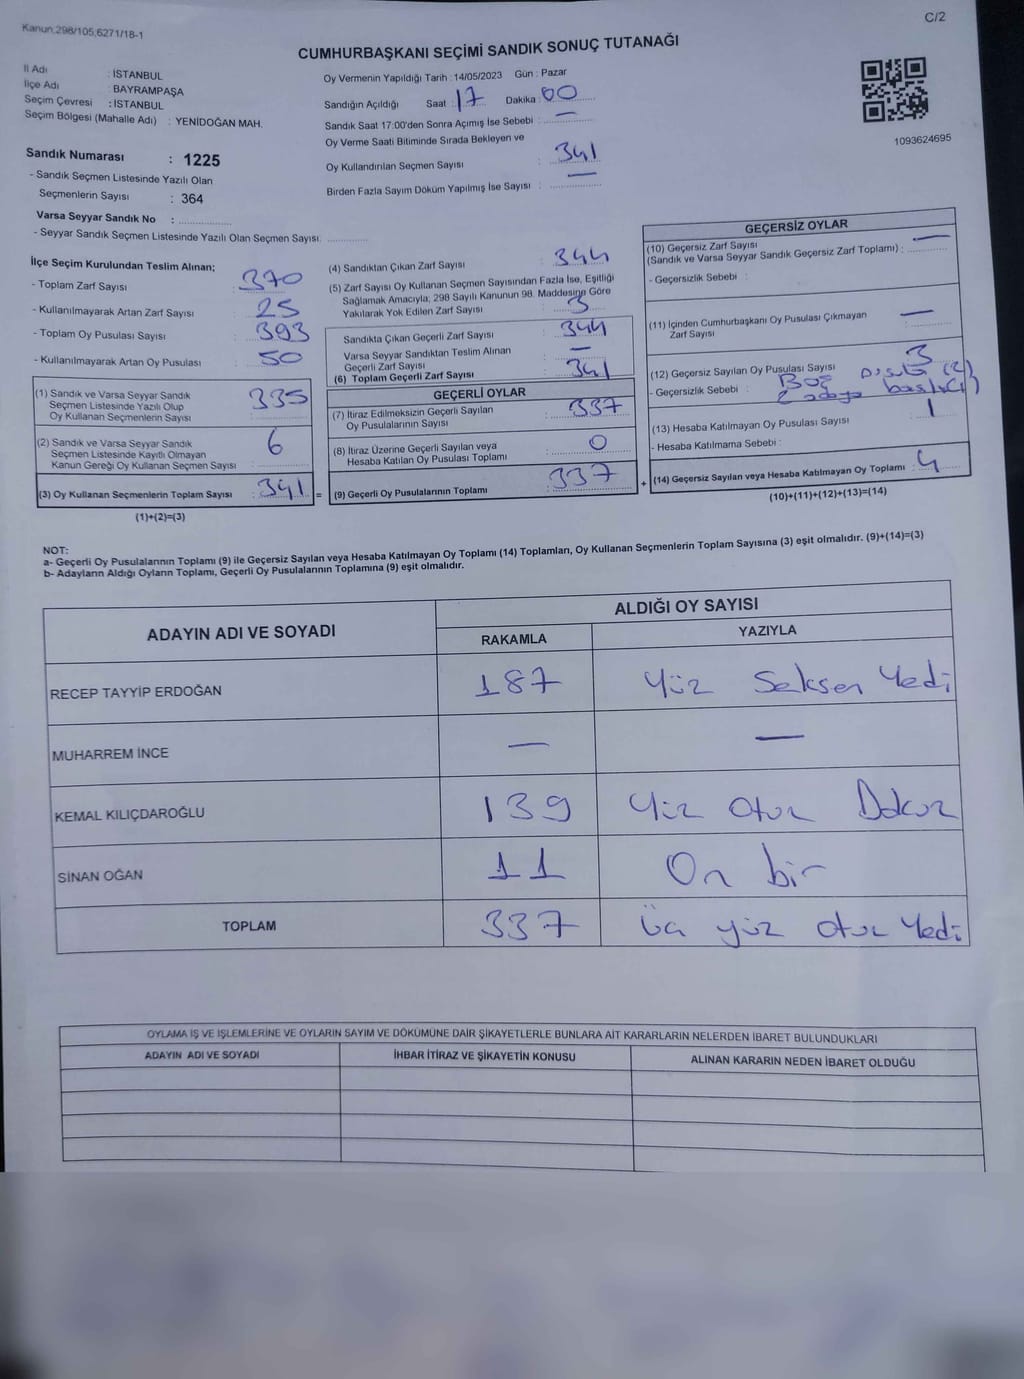 Kanun.298/105,6271/18-1
C/2
CUMHURBAŞKANI SEÇİMİ SANDIK SONUÇ TUTANAĞI
İl Adı : İSTANBUL
İlçe Adı : BAYRAMPAŞA
Seçim Çevresi : İSTANBUL
Seçim Bölgesi (Mahalle Adı) : YENİDOĞAN MAH.
Sandık Numarası : 1225
- Sandık Seçmen Listesinde Yazılı Olan
Seçmenlerin Sayısı : 364
Varsa Seyyar Sandık No :
- Seyyar Sandık Seçmen Listesinde Yazılı Olan Seçmen Sayısı:
Oy Vermenin Yapıldığı Tarih : 14/05/2023 Gün : Pazar
Sandığın Açıldığı Saat : 17 Dakika : 00
Sandık Saat 17:00'den Sonra Açımış İse Sebebi : —
Oy Verme Saati Bitiminde Sırada Bekleyen ve
Oy Kullandırılan Seçmen Sayısı : 341
Birden Fazla Sayım Döküm Yapılmış İse Sayısı : —
1093624695
İlçe Seçim Kurulundan Teslim Alınan;
- Toplam Zarf Sayısı : 370
- Kullanılmayarak Artan Zarf Sayısı : 25
- Toplam Oy Pusulası Sayısı : 393
- Kullanılmayarak Artan Oy Pusulası : 50
(1) Sandık ve Varsa Seyyar Sandık
Seçmen Listesinde Yazılı Olup
Oy Kullanan Seçmenlerin Sayısı : 335
(2) Sandık ve Varsa Seyyar Sandık
Seçmen Listesinde Kayıtlı Olmayan
Kanun Gereği Oy Kullanan Seçmen Sayısı : 6
(3) Oy Kullanan Seçmenlerin Toplam Sayısı : 341 =
(1)+(2)=(3)
(4) Sandıktan Çıkan Zarf Sayısı : 344
(5) Zarf Sayısı Oy Kullanan Seçmen Sayısından Fazla İse, Eşitliği
Sağlamak Amacıyla; 298 Sayılı Kanunun 98. Maddesine Göre
Yakılarak Yok Edilen Zarf Sayısı : 3
Sandıkta Çıkan Geçerli Zarf Sayısı : 344
Varsa Seyyar Sandıktan Teslim Alınan
Geçerli Zarf Sayısı : —
(6) Toplam Geçerli Zarf Sayısı : 341
GEÇERLİ OYLAR
(7) İtiraz Edilmeksizin Geçerli Sayılan
Oy Pusulalarının Sayısı : 337
(8) İtiraz Üzerine Geçerli Sayılan veya
Hesaba Katılan Oy Pusulası Toplamı : 0
(9) Geçerli Oy Pusulalarının Toplamı : 337 +
GEÇERSİZ OYLAR
(10) Geçersiz Zarf Sayısı
(Sandık ve Varsa Seyyar Sandık Geçersiz Zarf Toplamı) : —
- Geçersizlik Sebebi :
(11) İçinden Cumhurbaşkanı Oy Pusulası Çıkmayan
Zarf Sayısı : —
(12) Geçersiz Sayılan Oy Pusulası Sayısı : 3
- Geçersizlik Sebebi : Boş pusula (2)
2 adaya bastı (1)
(13) Hesaba Katılmayan Oy Pusulası Sayısı : 1
- Hesaba Katılmama Sebebi :
(14) Geçersiz Sayılan veya Hesaba Katılmayan Oy Toplamı : 4
(10)+(11)+(12)+(13)=(14)
NOT:
a- Geçerli Oy Pusulalarının Toplamı (9) ile Geçersiz Sayılan veya Hesaba Katılmayan Oy Toplamı (14) Toplamları, Oy Kullanan Seçmenlerin Toplam Sayısına (3) eşit olmalıdır. (9)+(14)=(3)
b- Adayların Aldığı Oyların Toplamı, Geçerli Oy Pusulalarının Toplamına (9) eşit olmalıdır.
ADAYIN ADI VE SOYADI
ALDIĞI OY SAYISI
RAKAMLA YAZIYLA
RECEP TAYYİP ERDOĞAN 187 Yüz Seksen Yedi
MUHARREM İNCE — —
KEMAL KILIÇDAROĞLU 139 Yüz Otuz Dokuz
SİNAN OĞAN 11 On bir
TOPLAM 337 üç yüz otuz Yedi
OYLAMA İŞ VE İŞLEMLERİNE VE OYLARIN SAYIM VE DÖKÜMÜNE DAİR ŞİKAYETLERLE BUNLARA AİT KARARLARIN NELERDEN İBARET BULUNDUKLARI
ADAYIN ADI VE SOYADI İHBAR İTİRAZ VE ŞİKAYETİN KONUSU ALINAN KARARIN NEDEN İBARET OLDUĞU